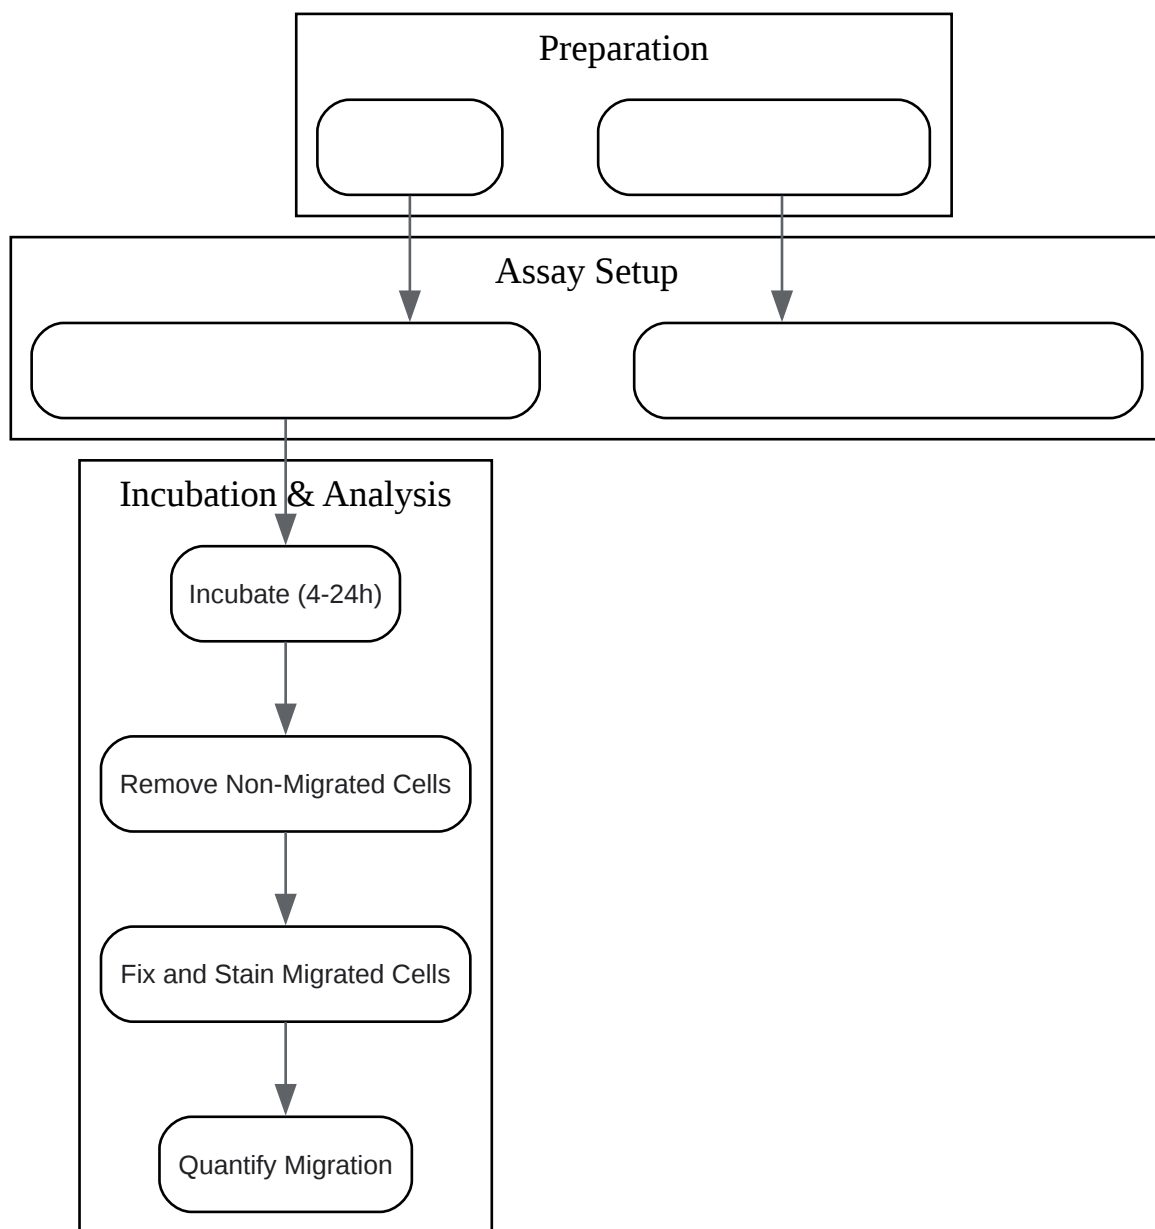 Preparation
Assay Setup
Incubation & Analysis
Incubate (4-24h)
Remove Non-Migrated Cells
Fix and Stain Migrated Cells
Quantify Migration